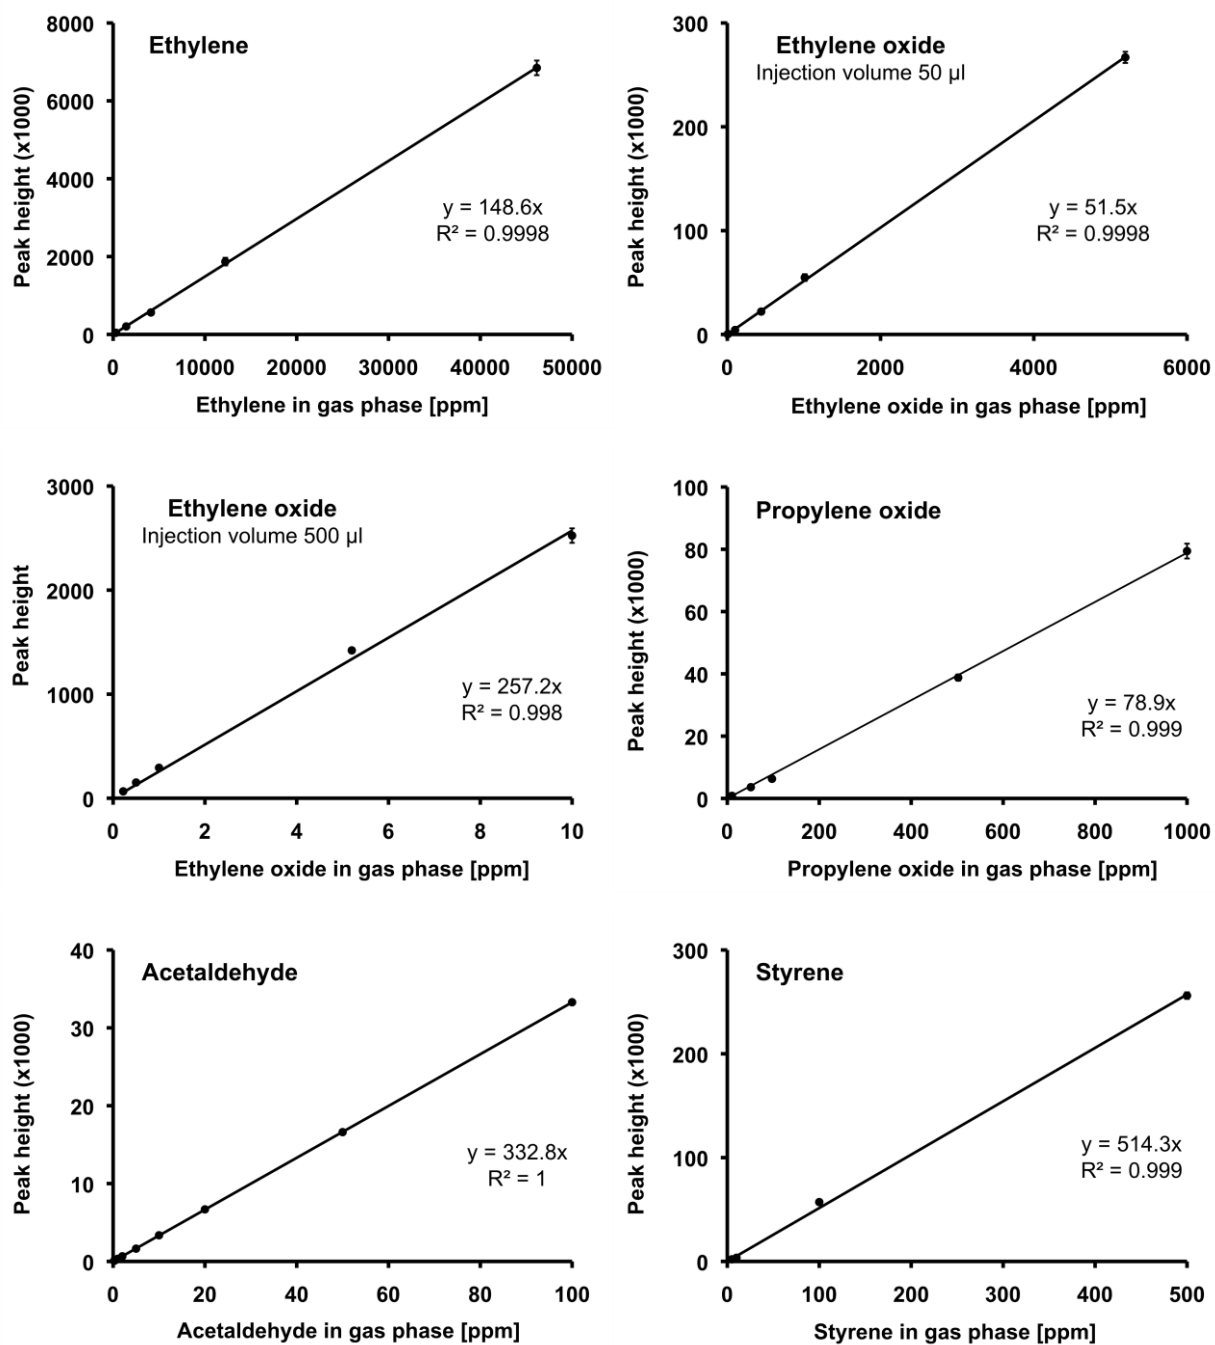 Ethylene
Peak height (x1000)
8000
6000
4000
2000
0
y = 148.6x
R² = 0.9998
0 10000 20000 30000 40000 50000
Ethylene in gas phase [ppm]
Ethylene oxide
Injection volume 50 µl
Peak height (x1000)
300
200
100
0
y = 51.5x
R² = 0.9998
0 2000 4000 6000
Ethylene oxide in gas phase [ppm]
Ethylene oxide
Injection volume 500 µl
Peak height
3000
2000
1000
0
y = 257.2x
R² = 0.998
0 2 4 6 8 10
Ethylene oxide in gas phase [ppm]
Propylene oxide
Peak height (x1000)
100
80
60
40
20
0
y = 78.9x
R² = 0.999
0 200 400 600 800 1000
Propylene oxide in gas phase [ppm]
Acetaldehyde
Peak height (x1000)
40
30
20
10
0
y = 332.8x
R² = 1
0 20 40 60 80 100
Acetaldehyde in gas phase [ppm]
Styrene
Peak height (x1000)
300
200
100
0
y = 514.3x
R² = 0.999
0 100 200 300 400 500
Styrene in gas phase [ppm]